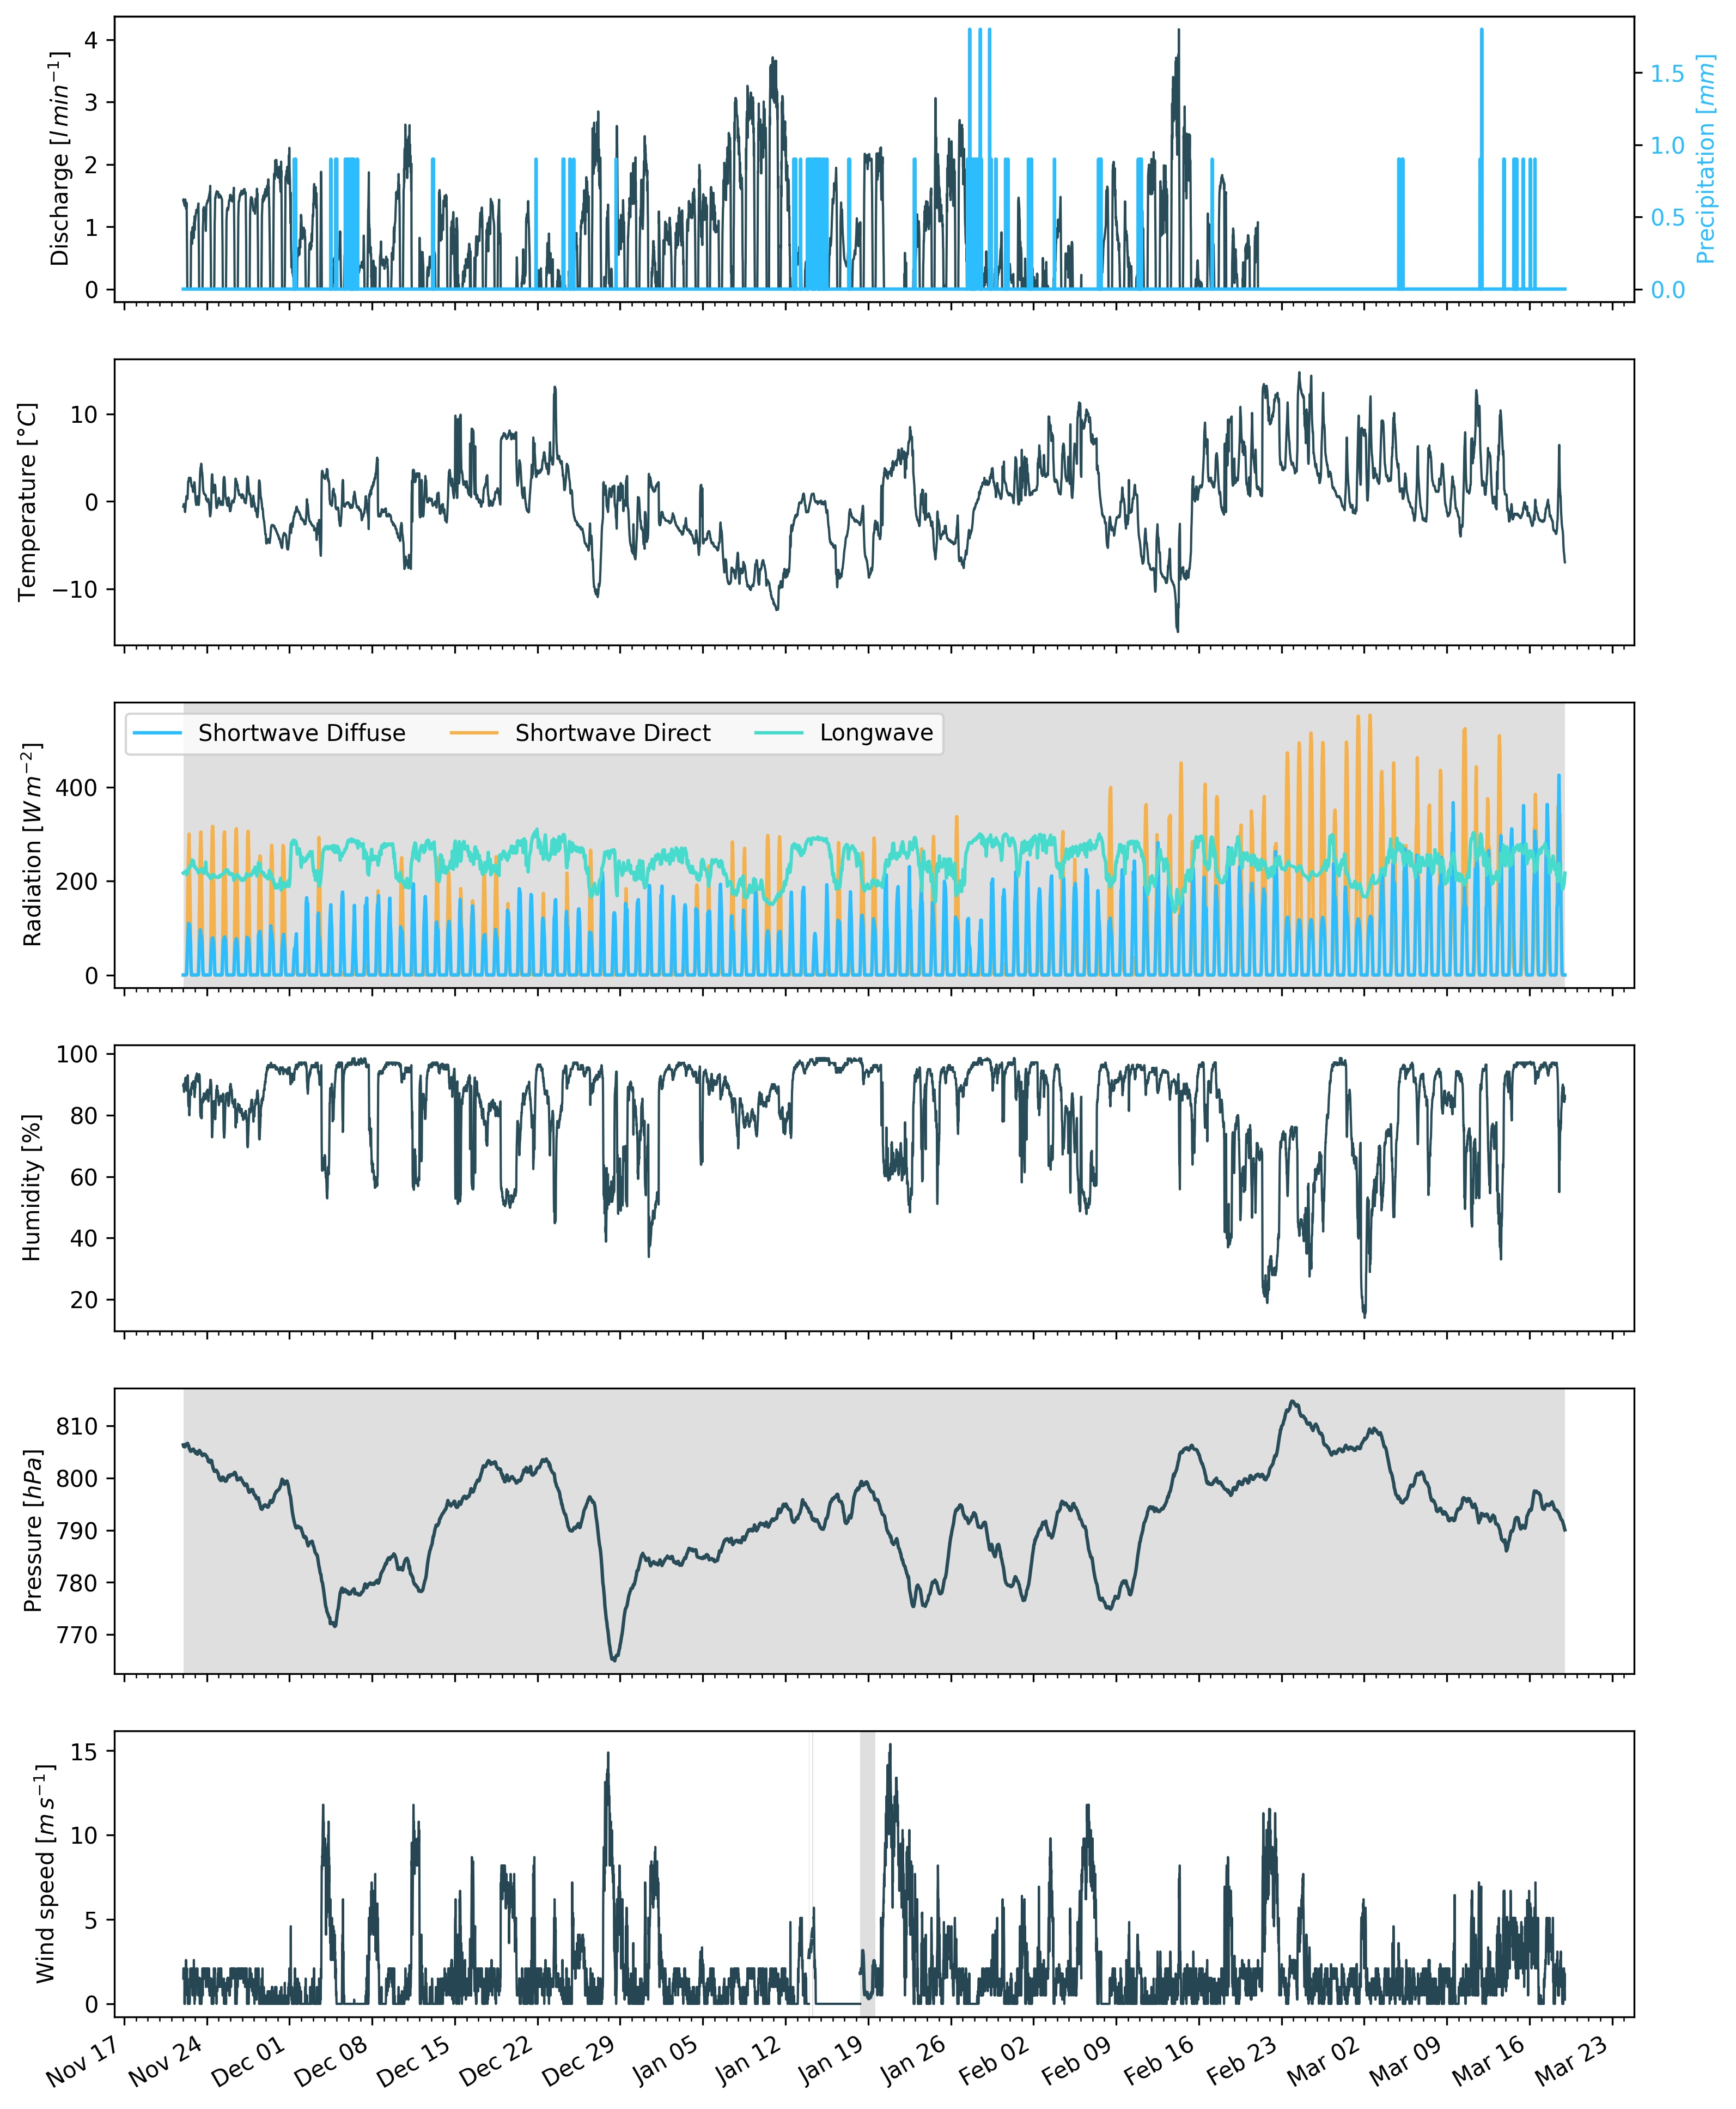 Discharge [l min⁻¹]
4
3
2
1
0
1.5
1.0
0.5
0.0
Precipitation [mm]
Temperature [°C]
10
0
−10
Radiation [W m⁻²]
Shortwave Diffuse
Shortwave Direct
Longwave
400
200
0
Humidity [%]
100
80
60
40
20
Pressure [hPa]
810
800
790
780
770
Wind speed [m s⁻¹]
15
10
5
0
Nov 17
Nov 24
Dec 01
Dec 08
Dec 15
Dec 22
Dec 29
Jan 05
Jan 12
Jan 19
Jan 26
Feb 02
Feb 09
Feb 16
Feb 23
Mar 02
Mar 09
Mar 16
Mar 23